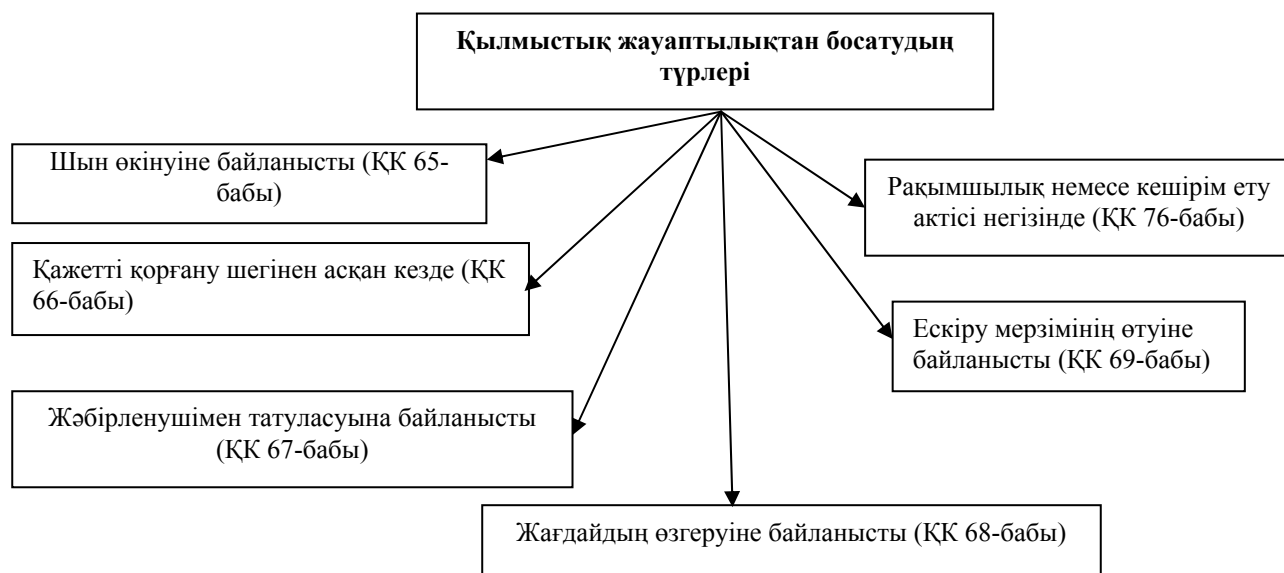 Қылмыстық жауаптылықтан босатудың
түрлері
Шын өкінуіне байланысты (ҚК 65-
бабы)
Қажетті қорғану шегінен асқан кезде (ҚК
66-бабы)
Жәбірленушімен татуласуына байланысты
(ҚК 67-бабы)
Жағдайдың өзгеруіне байланысты (ҚК 68-бабы)
Ескіру мерзімінің өтуіне
байланысты (ҚК 69-бабы)
Рақымшылық немесе кешірім ету
актісі негізінде (ҚК 76-бабы)